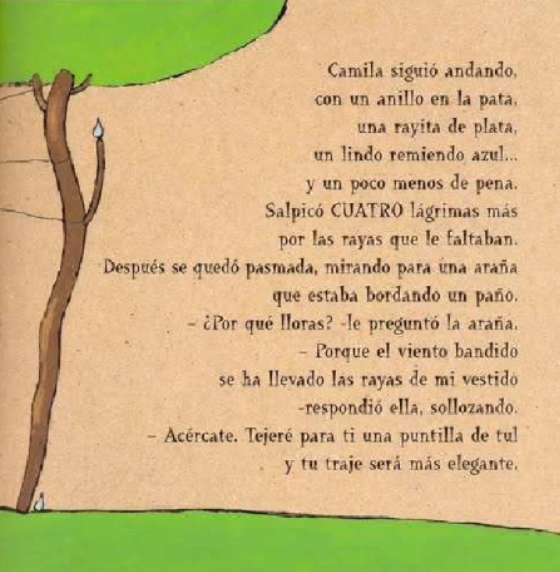 Camila siguió andando,
con un anillo en la pata,
una rayita de plata,
un lindo remiendo azul...
y un poco menos de pena.
Salpicó CUATRO lágrimas más
por las rayas que le faltaban.
Después se quedó pasmada, mirando para una araña
que estaba bordando un paño.
- ¿Por qué lloras? -le preguntó la araña.
- Porque el viento bandido
se ha llevado las rayas de mi vestido
-respondió ella, sollozando.
- Acércate. Tejeré para ti una puntilla de tul
y tu traje será más elegante.